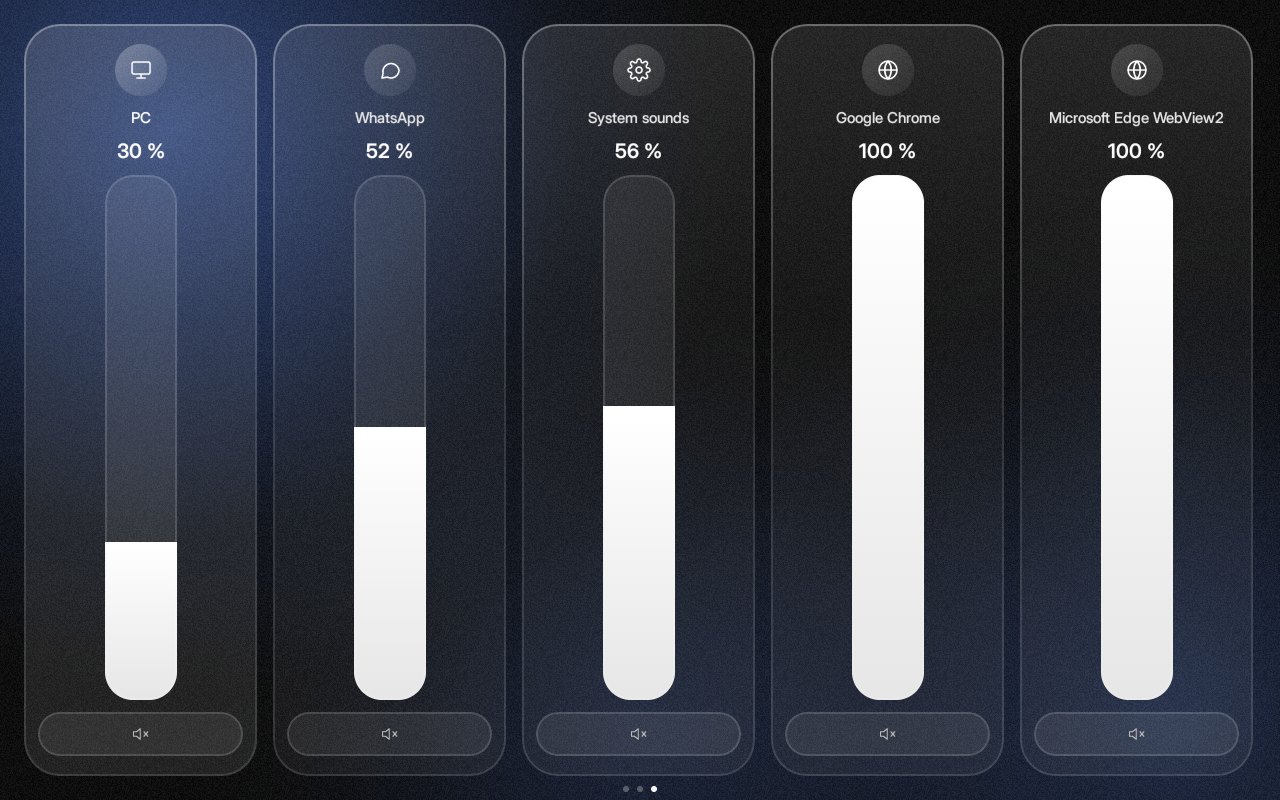 PC
30 %
WhatsApp
52 %
System sounds
56 %
Google Chrome
100 %
Microsoft Edge WebView2
100 %